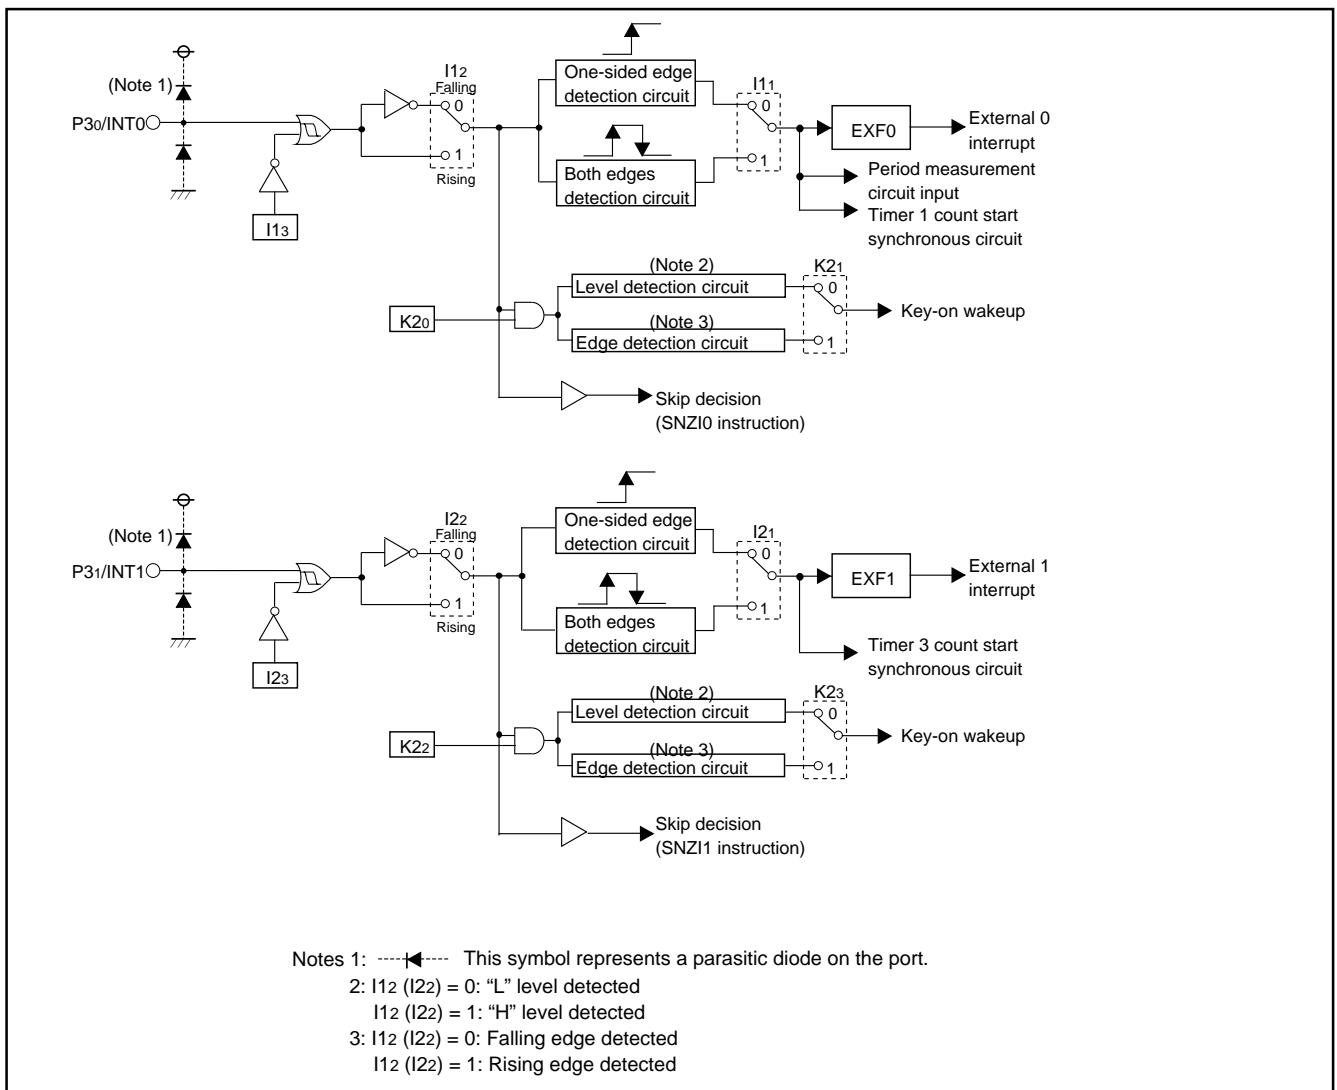 I12
Falling
(Note 1)
0
P30/INT0
1
Rising
I13
One-sided edge
detection circuit
Both edges
detection circuit
I11
0
1
EXF0
External 0
interrupt
Period measurement
circuit input
Timer 1 count start
synchronous circuit
K20
(Note 2)
Level detection circuit
(Note 3)
Edge detection circuit
K21
0
1
Key-on wakeup
Skip decision
(SNZI0 instruction)
I22
Falling
(Note 1)
0
P31/INT1
1
Rising
I23
One-sided edge
detection circuit
Both edges
detection circuit
I21
0
1
EXF1
External 1
interrupt
Timer 3 count start
synchronous circuit
K22
(Note 2)
Level detection circuit
(Note 3)
Edge detection circuit
K23
0
1
Key-on wakeup
Skip decision
(SNZI1 instruction)
Notes 1: This symbol represents a parasitic diode on the port.
2: I12 (I22) = 0: “L” level detected
I12 (I22) = 1: “H” level detected
3: I12 (I22) = 0: Falling edge detected
I12 (I22) = 1: Rising edge detected